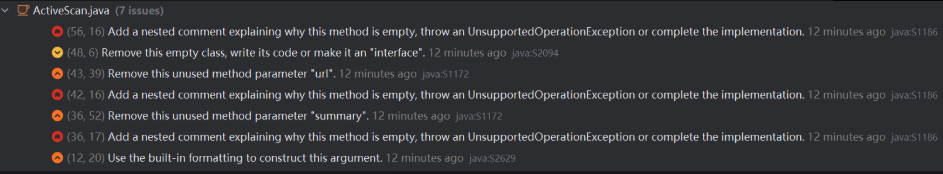 ActiveScan.java (7 issues)
(56, 16) Add a nested comment explaining why this method is empty, throw an UnsupportedOperationException or complete the implementation. 12 minutes ago java:S1186
(48, 6) Remove this empty class, write its code or make it an "interface". 12 minutes ago java:S2094
(43, 39) Remove this unused method parameter "url". 12 minutes ago java:S1172
(42, 16) Add a nested comment explaining why this method is empty, throw an UnsupportedOperationException or complete the implementation. 12 minutes ago java:S1186
(36, 52) Remove this unused method parameter "summary". 12 minutes ago java:S1172
(36, 17) Add a nested comment explaining why this method is empty, throw an UnsupportedOperationException or complete the implementation. 12 minutes ago java:S1186
(12, 20) Use the built-in formatting to construct this argument. 12 minutes ago java:S2629